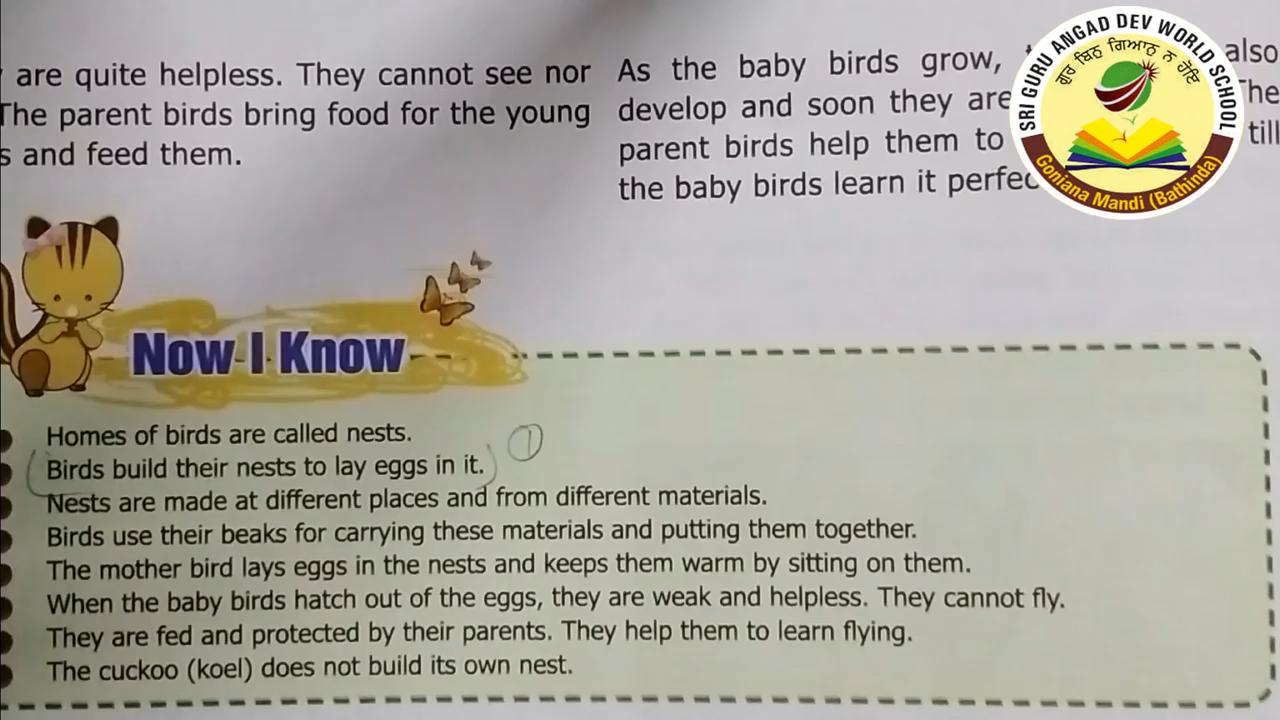 are quite helpless. They cannot see nor
The parent birds bring food for the young
and feed them.
As the baby birds grow, also
develop and soon they are The
parent birds help them to till
the baby birds learn it
SRI GURU ANGAD DEV WORLD SCHOOL
ਗੁਰ ਬਿਨ ਗਿਆਨੁ ਨ ਹੋਇ
Goniana Mandi (Bathinda)
Now I Know
Homes of birds are called nests.
1
Birds build their nests to lay eggs in it.
Nests are made at different places and from different materials.
Birds use their beaks for carrying these materials and putting them together.
The mother bird lays eggs in the nests and keeps them warm by sitting on them.
When the baby birds hatch out of the eggs, they are weak and helpless. They cannot fly.
They are fed and protected by their parents. They help them to learn flying.
The cuckoo (koel) does not build its own nest.